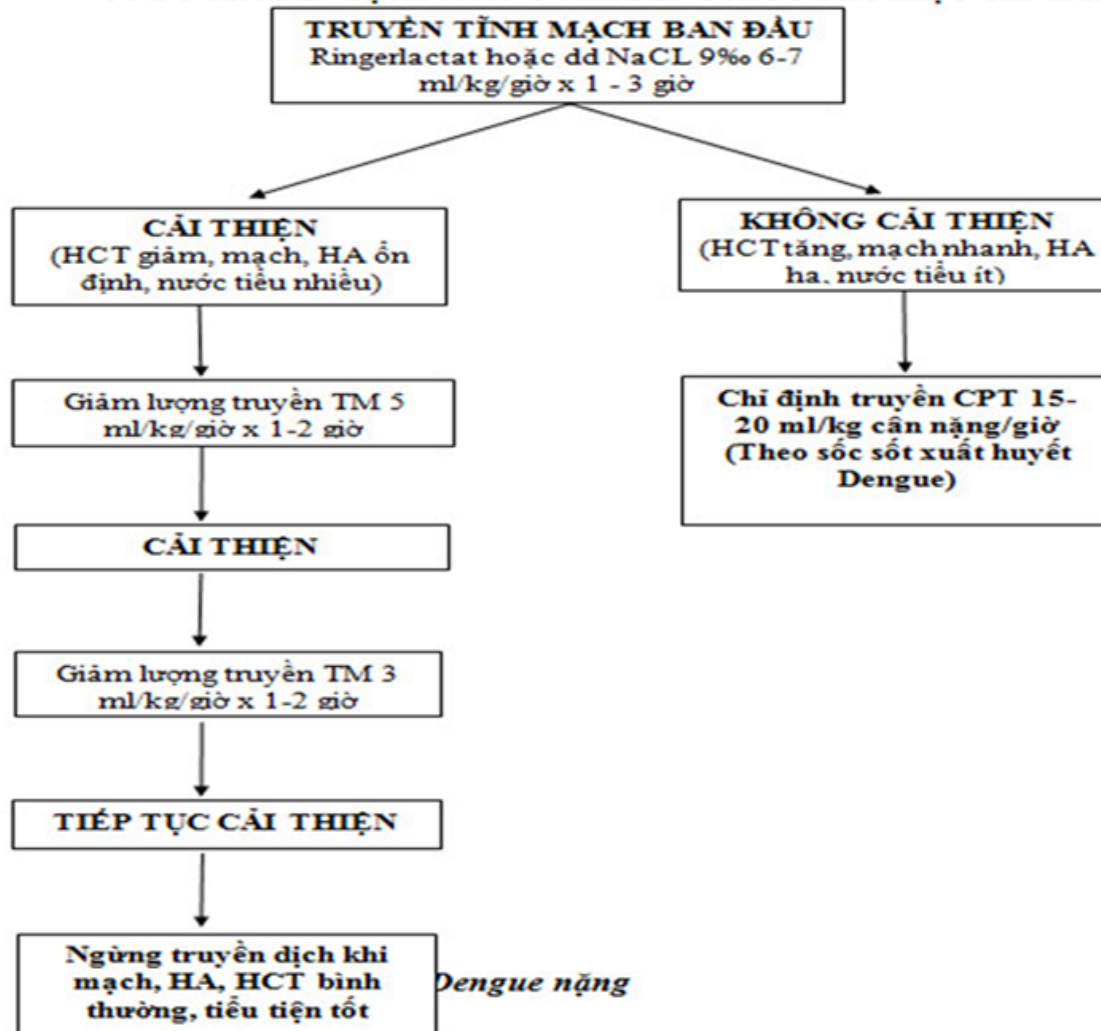 TRUYỀN TĨNH MẠCH BAN ĐẦU
Ringerlactat hoặc dd NaCL 9‰ 6-7
ml/kg/giờ x 1 - 3 giờ
CẢI THIỆN
(HCT giảm, mạch, HA ổn
định, nước tiểu nhiều)
KHÔNG CẢI THIỆN
(HCT tăng, mạch nhanh, HA
hạ, nước tiểu ít)
Giảm lượng truyền TM 5
ml/kg/giờ x 1-2 giờ
Chỉ định truyền CPT 15-
20 ml/kg cân nặng/giờ
(Theo sốc sốt xuất huyết
Dengue)
CẢI THIỆN
Giảm lượng truyền TM 3
ml/kg/giờ x 1-2 giờ
TIẾP TỤC CẢI THIỆN
Ngừng truyền dịch khi
mạch, HA, HCT bình
thường, tiểu tiện tốt
Dengue nặng